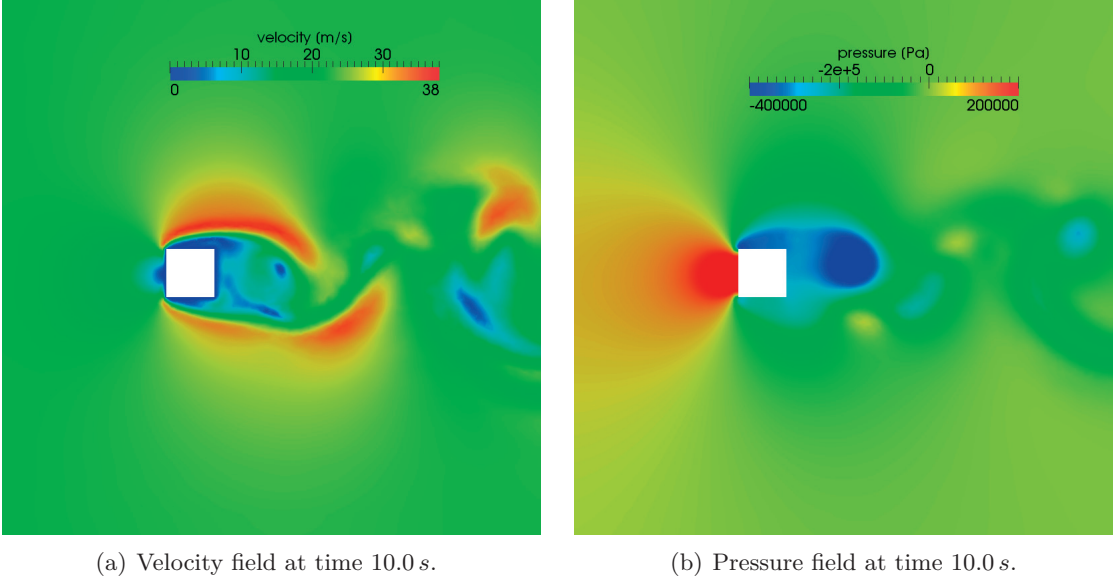 velocity (m/s)
10 20 30
0 38
pressure (Pa)
-2e+5 0
-400000 200000
(a) Velocity field at time 10.0 s.
(b) Pressure field at time 10.0 s.